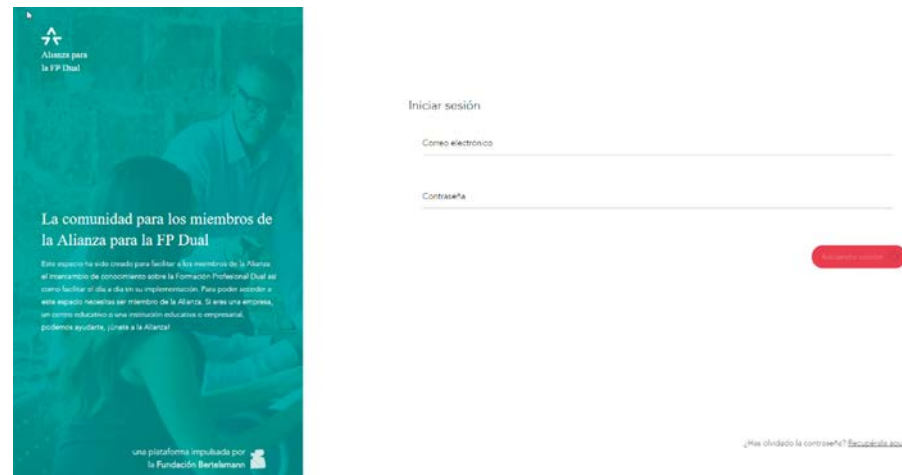 Alianza para
la FP Dual
La comunidad para los miembros de
la Alianza para la FP Dual
Este espacio ha sido creado para facilitar a los miembros de la Alianza
el intercambio de conocimiento sobre la Formación Profesional Dual así
como facilitar el día a día en su implementación. Para poder acceder a
este espacio necesitas ser miembro de la Alianza. Si eres una empresa,
un centro educativo o una institución educativa o empresarial,
podemos ayudarte, ¡únete a la Alianza!
una plataforma impulsada por
la Fundación Bertelsmann
Iniciar sesión
Correo electrónico
Contraseña
sesión
¿Has olvidado la contraseña? Recupérala